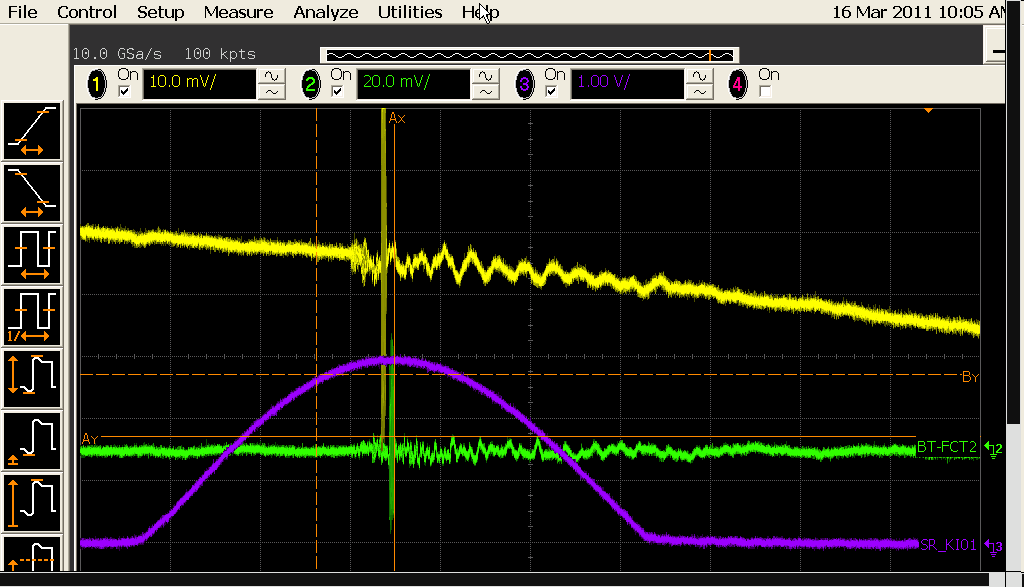 File Control Setup Measure Analyze Utilities Help 16 Mar 2011 10:05 AM
10.0 GSa/s 100 kpts
1 On 10.0 mV/ 2 On 20.0 mV/ 3 On 1.00 V/ 4 On
Ax
By
Ay
BT-FCT2 2
SR_KI01 3
1/